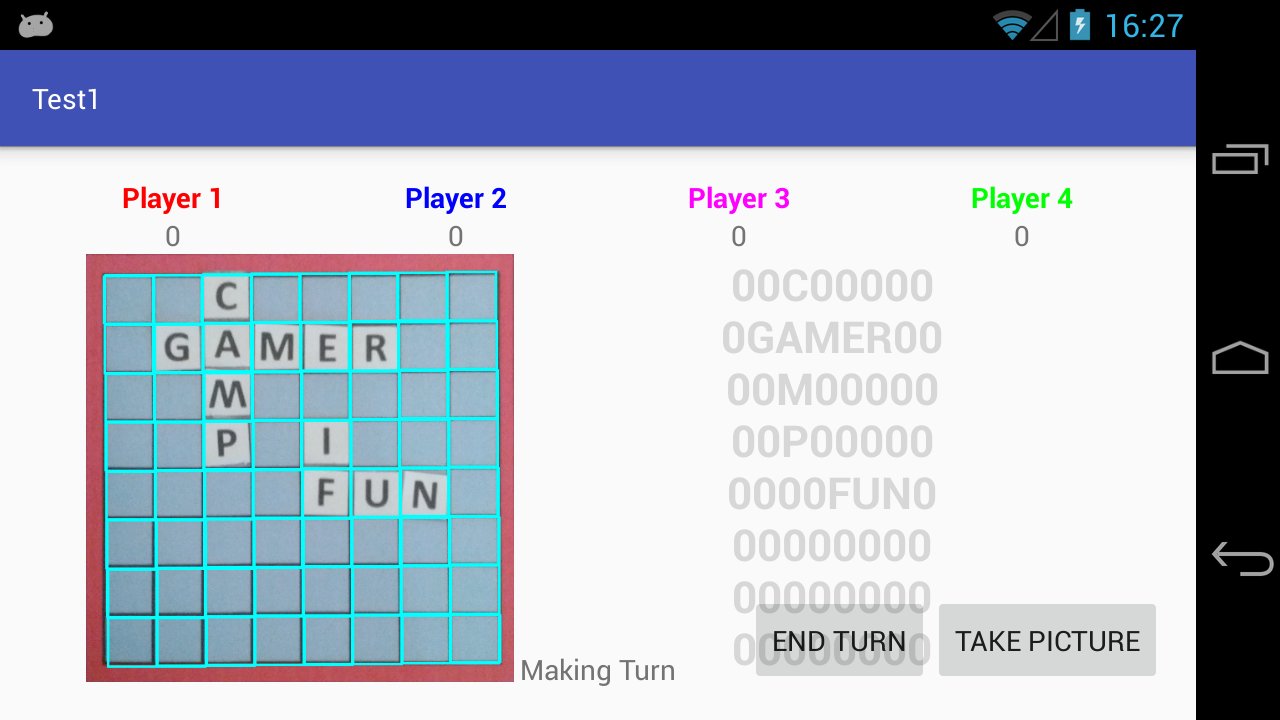 16:27
Test1
Player 1 Player 2 Player 3 Player 4
0 0 0 0
C
G A M E R
M
P I
F U N
00C00000
0GAMER00
00M00000
00P00000
0000FUN0
00000000
00000000
00000000
Making Turn
END TURN TAKE PICTURE